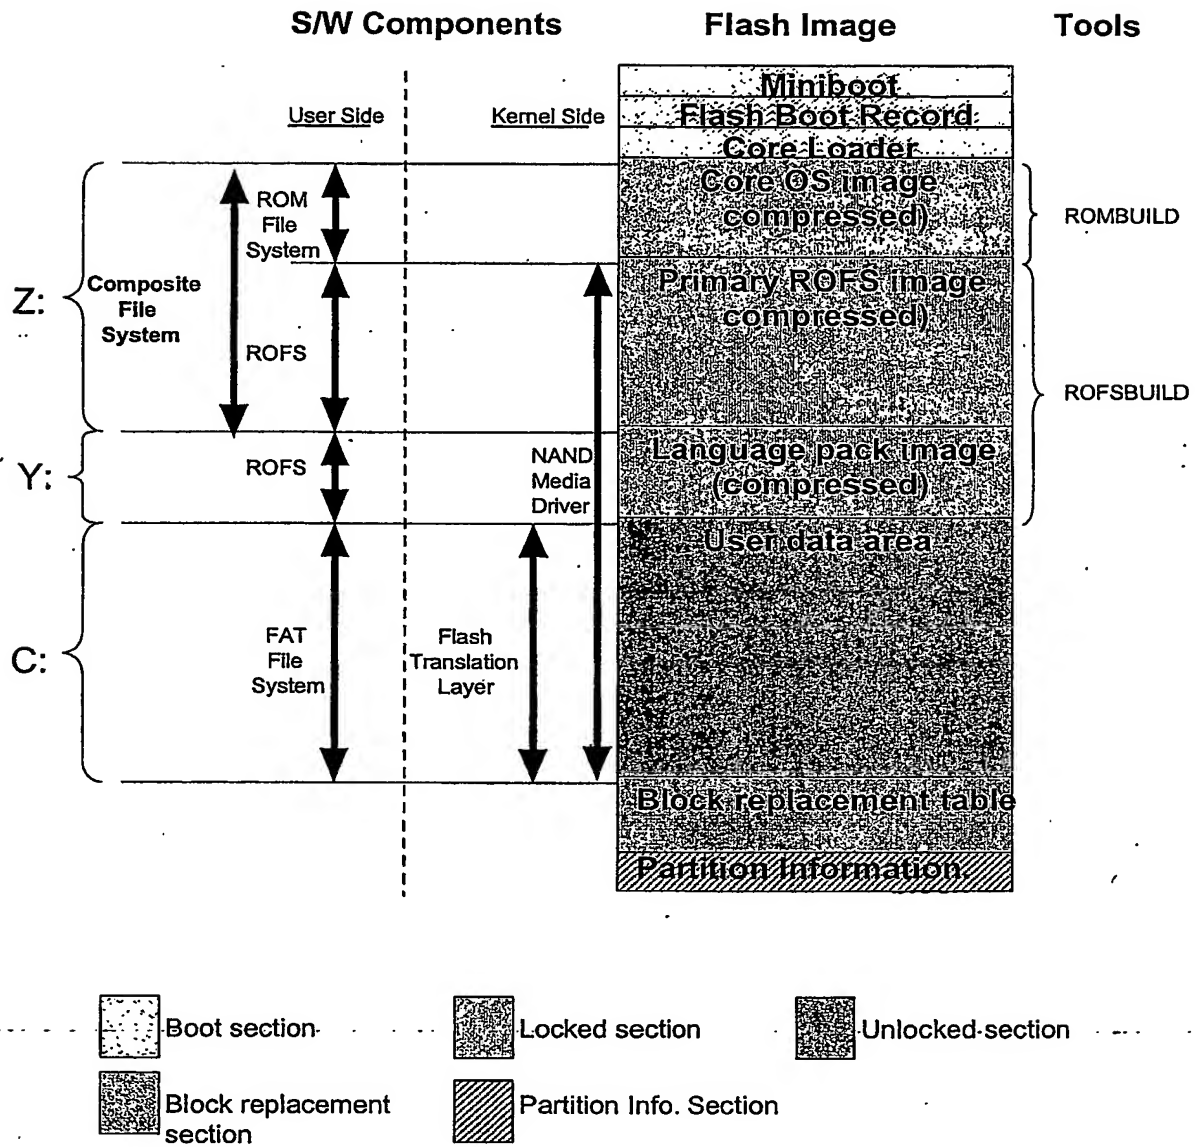 S/W Components
Flash Image
Tools
User Side
Kernel Side
Miniboot
Flash Boot Record
Core Loader
Core OS image
compressed)
ROM
File
System
ROMBUILD
Z:
Composite
File
System
ROFS
Primary ROFS image
compressed)
ROFSBUILD
Y:
ROFS
NAND
Media
Driver
Language pack image
(compressed)
User data area
C:
FAT
File
System
Flash
Translation
Layer
Block replacement table
Partition Information.
Boot section
Locked section
Unlocked section
Block replacement
section
Partition Info. Section